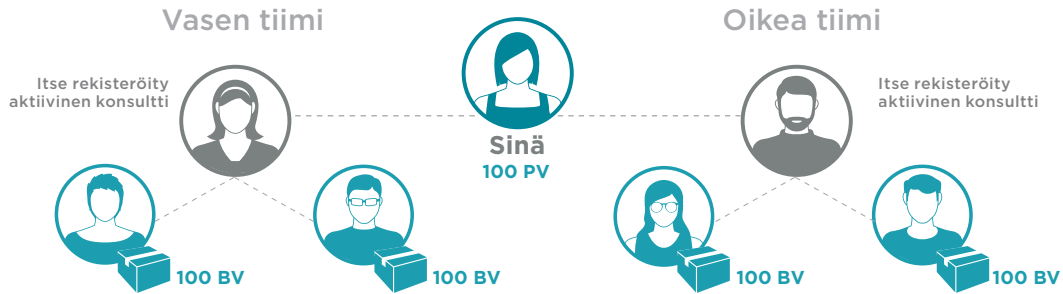 Vasen tiimi
Oikea tiimi
Itse rekisteröity
aktiivinen konsultti
Itse rekisteröity
aktiivinen konsultti
Sinä
100 PV
100 BV
100 BV
100 BV
100 BV